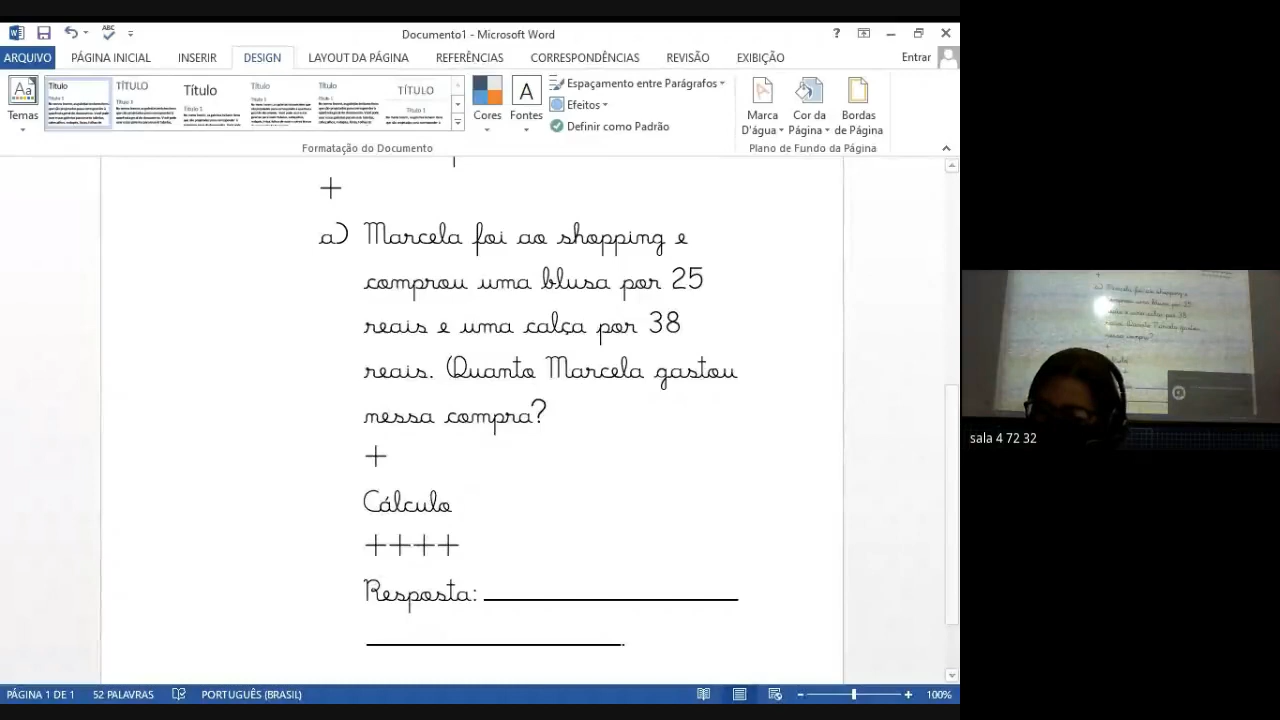 Documento1 - Microsoft Word
ARQUIVO PÁGINA INICIAL INSERIR DESIGN LAYOUT DA PÁGINA REFERÊNCIAS CORRESPONDÊNCIAS REVISÃO EXIBIÇÃO Entrar
Temas
Título
TÍTULO
Título
Título
Título
TÍTULO
Cores
Fontes
Espaçamento entre Parágrafos
Efeitos
Definir como Padrão
Marca D'água
Cor da Página
Bordas de Página
Formatação do Documento
Plano de Fundo da Página
+
a) Marcela foi ao shopping e
comprou uma blusa por 25
reais e uma calça por 38
reais. Quanto Marcela gastou
nessa compra?
+
Cálculo
++++
Resposta: ____________________
____________________.
sala 4 72 32
PÁGINA 1 DE 1 52 PALAVRAS PORTUGUÊS (BRASIL) 100%